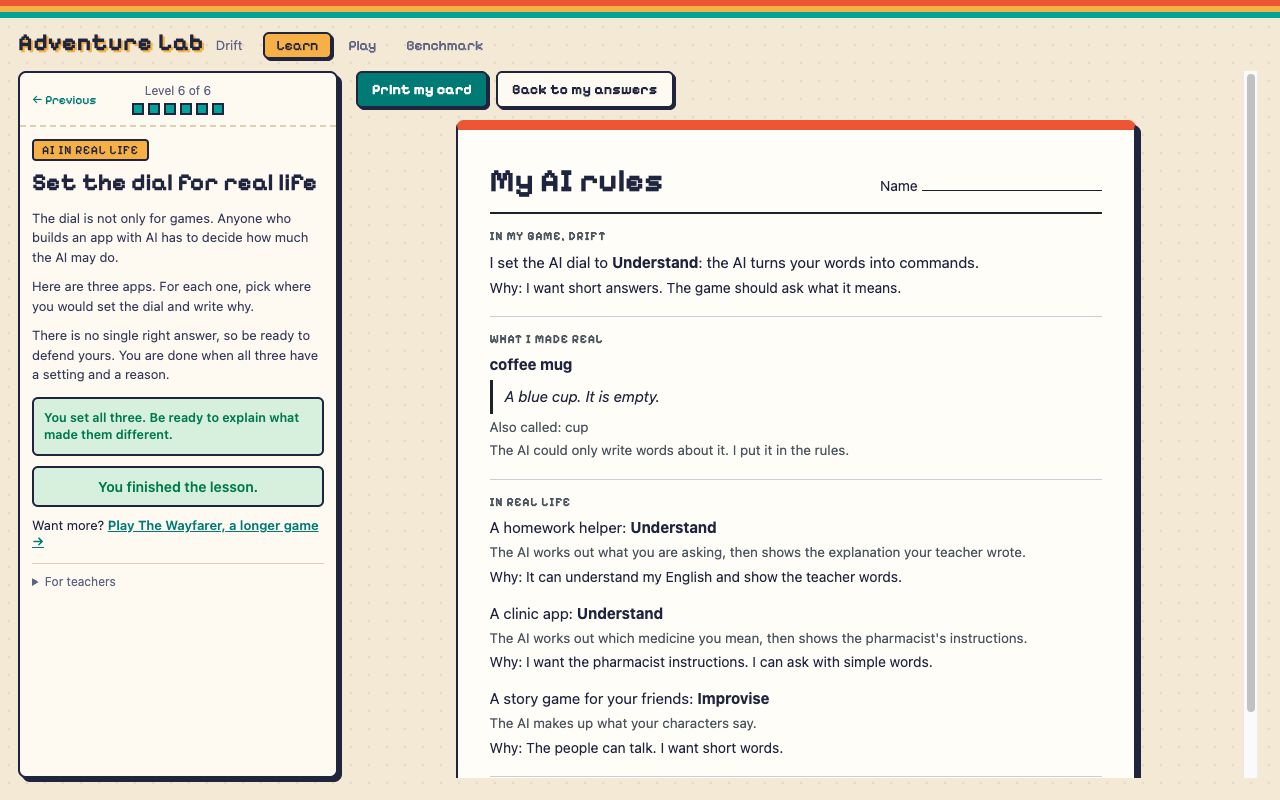 Adventure Lab Drift Learn Play Benchmark
← Previous
Level 6 of 6
AI IN REAL LIFE
Set the dial for real life
The dial is not only for games. Anyone who
builds an app with AI has to decide how much
the AI may do.
Here are three apps. For each one, pick where
you would set the dial and write why.
There is no single right answer, so be ready to
defend yours. You are done when all three have
a setting and a reason.
You set all three. Be ready to explain what
made them different.
You finished the lesson.
Want more? Play The Wayfarer, a longer game
→
For teachers
Print my card Back to my answers
My AI rules Name
IN MY GAME, DRIFT
I set the AI dial to Understand: the AI turns your words into commands.
Why: I want short answers. The game should ask what it means.
WHAT I MADE REAL
coffee mug
A blue cup. It is empty.
Also called: cup
The AI could only write words about it. I put it in the rules.
IN REAL LIFE
A homework helper: Understand
The AI works out what you are asking, then shows the explanation your teacher wrote.
Why: It can understand my English and show the teacher words.
A clinic app: Understand
The AI works out which medicine you mean, then shows the pharmacist's instructions.
Why: I want the pharmacist instructions. I can ask with simple words.
A story game for your friends: Improvise
The AI makes up what your characters say.
Why: The people can talk. I want short words.